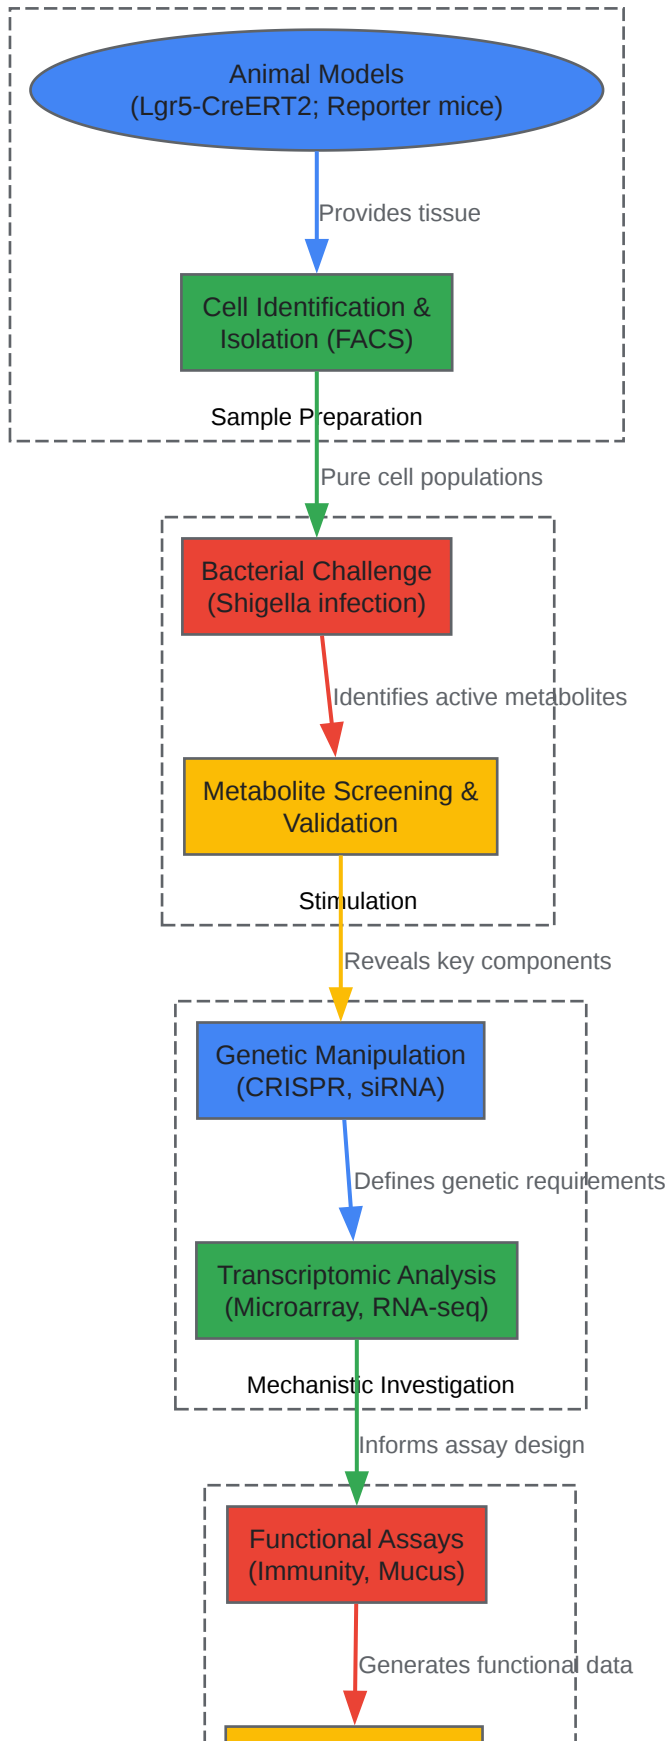 Animal Models
(Lgr5-CreERT2; Reporter mice)
Provides tissue
Cell Identification &
Isolation (FACS)
Sample Preparation
Pure cell populations
Bacterial Challenge
(Shigella infection)
Identifies active metabolites
Metabolite Screening &
Validation
Stimulation
Reveals key components
Genetic Manipulation
(CRISPR, siRNA)
Defines genetic requirements
Transcriptomic Analysis
(Microarray, RNA-seq)
Mechanistic Investigation
Informs assay design
Functional Assays
(Immunity, Mucus)
Generates functional data